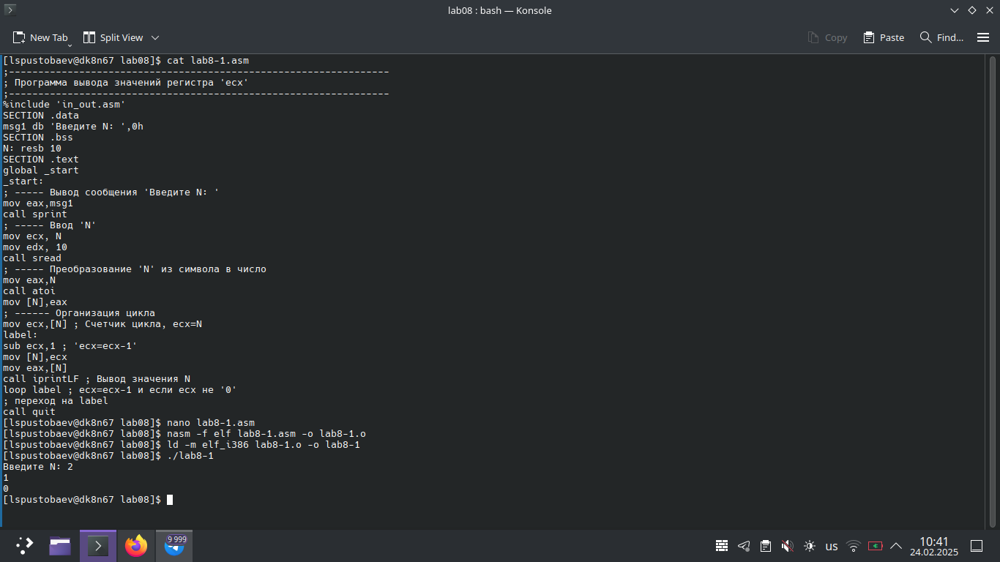 lab08 : bash — Konsole
New Tab Split View Copy Paste Find...
[lspustobaev@dk8n67 lab08]$ cat lab8-1.asm
;-----------------------------------------------------------------
; Программа вывода значений регистра 'ecx'
;-----------------------------------------------------------------
%include 'in_out.asm'
SECTION .data
msg1 db 'Введите N: ',0h
SECTION .bss
N: resb 10
SECTION .text
global _start
_start:
; ----- Вывод сообщения 'Введите N: '
mov eax,msg1
call sprint
; ----- Ввод 'N'
mov ecx, N
mov edx, 10
call sread
; ----- Преобразование 'N' из символа в число
mov eax,N
call atoi
mov [N],eax
; ------ Организация цикла
mov ecx,[N] ; Счетчик цикла, ecx=N
label:
sub ecx,1 ; 'ecx=ecx-1'
mov [N],ecx
mov eax,[N]
call iprintLF ; Вывод значения N
loop label ; ecx=ecx-1 и если ecx не '0'
; переход на label
call quit
[lspustobaev@dk8n67 lab08]$ nano lab8-1.asm
[lspustobaev@dk8n67 lab08]$ nasm -f elf lab8-1.asm -o lab8-1.o
[lspustobaev@dk8n67 lab08]$ ld -m elf_i386 lab8-1.o -o lab8-1
[lspustobaev@dk8n67 lab08]$ ./lab8-1
Введите N: 2
1
0
[lspustobaev@dk8n67 lab08]$
9 999
us
10:41
24.02.2025